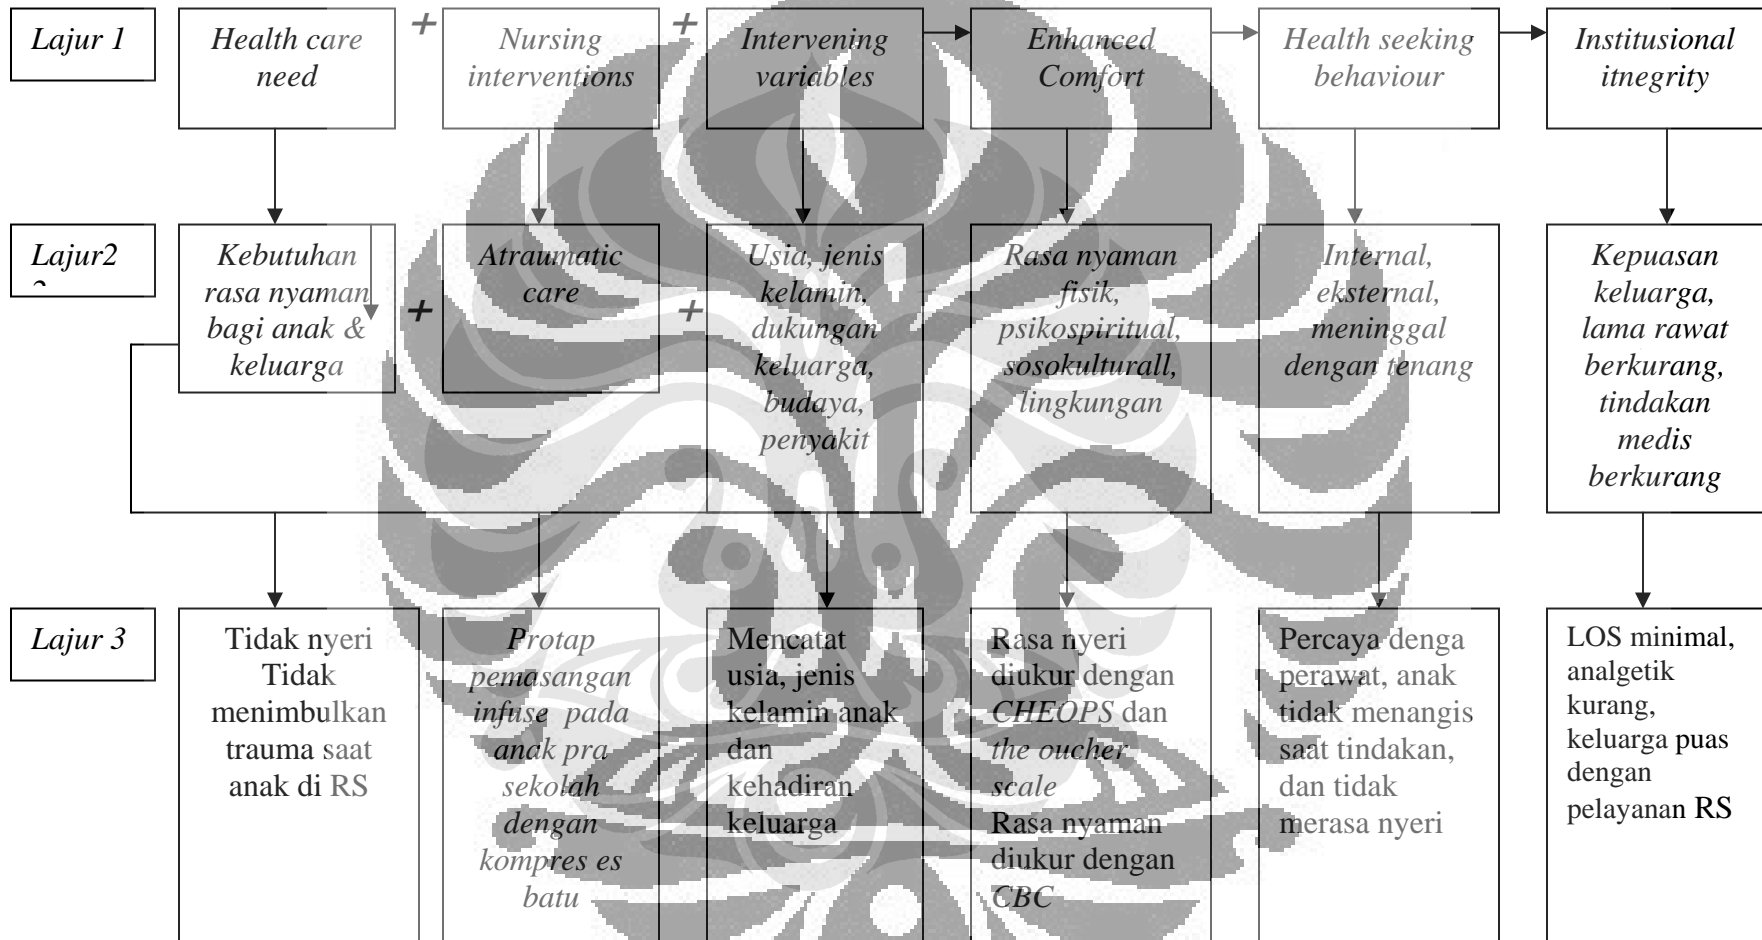 Lajur 1
Health care
need
+
Nursing
interventions
+
Intervening
variables
Enhanced
Comfort
Health seeking
behaviour
Institusional
itnegrity
Lajur2
Kebutuhan
rasa nyaman
bagi anak &
keluarga
+
Atraumatic
care
+
Usia, jenis
kelamin,
dukungan
keluarga,
budaya,
penyakit
Rasa nyaman
fisik,
psikospiritual,
sosokulturall,
lingkungan
Internal,
eksternal,
meninggal
dengan tenang
Kepuasan
keluarga,
lama rawat
berkurang,
tindakan
medis
berkurang
Lajur 3
Tidak nyeri
Tidak
menimbulkan
trauma saat
anak di RS
Protap
pemasangan
infuse pada
anak pra
sekolah
dengan
kompres es
batu
Mencatat
usia, jenis
kelamin anak
dan
kehadiran
keluarga
Rasa nyeri
diukur dengan
CHEOPS dan
the oucher
scale
Rasa nyaman
diukur dengan
CBC
Percaya denga
perawat, anak
tidak menangis
saat tindakan,
dan tidak
merasa nyeri
LOS minimal,
analgetik
kurang,
keluarga puas
dengan
pelayanan RS